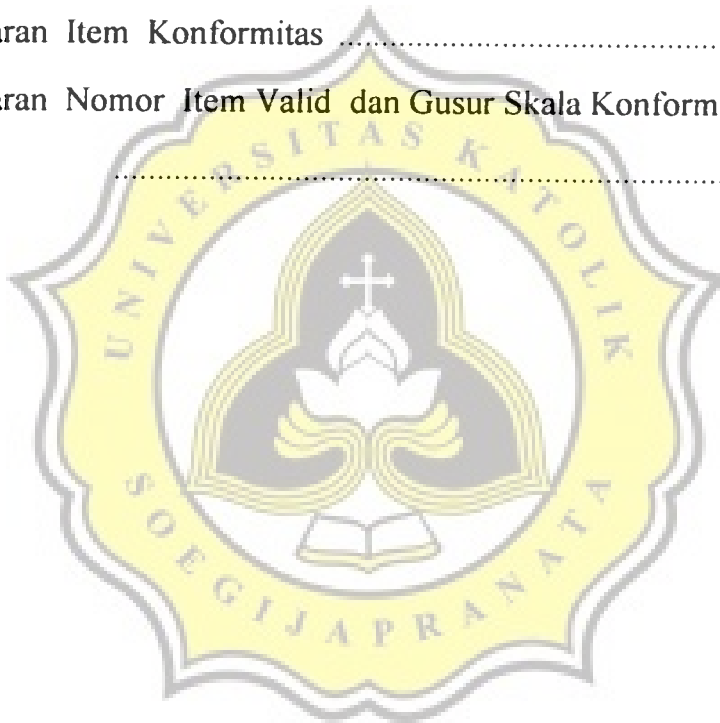 aran Item Konformitas ........................................
aran Nomor Item Valid dan Gusur Skala Konform
................................................................
UNIVERSITAS KATOLIK
SOEGIJAPRANATA